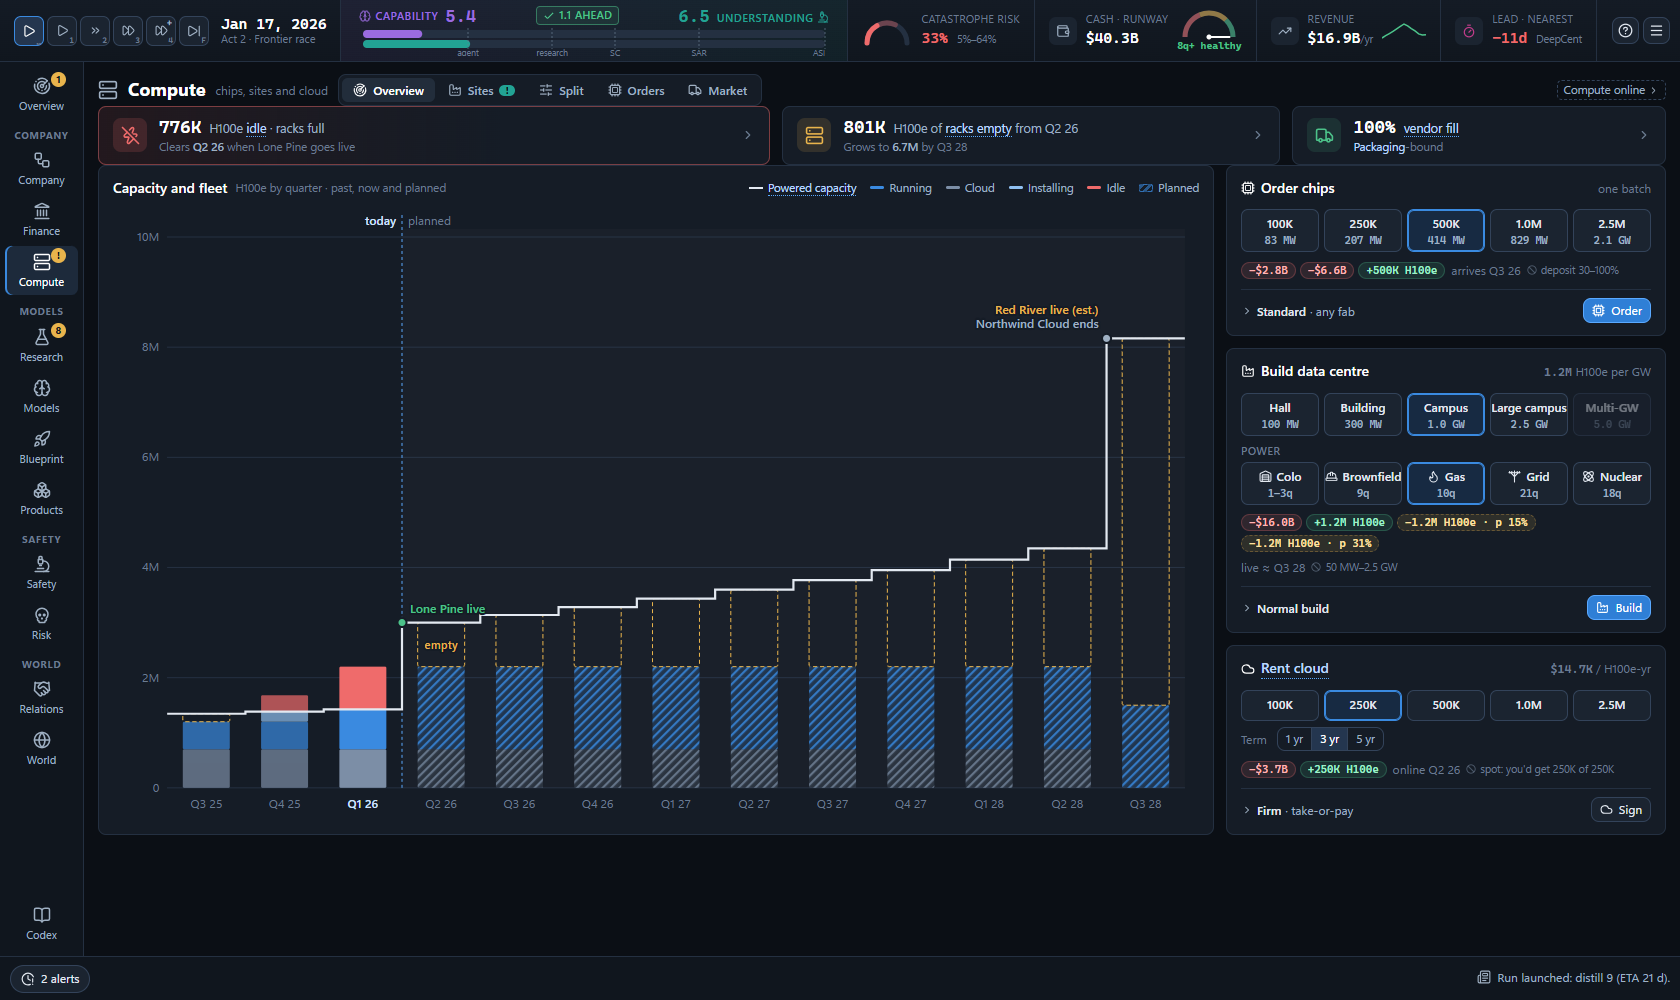 Jan 17, 2026
Act 2 · Frontier race
1
2
3
4
F
CAPABILITY 5.4
1.1 AHEAD
6.5 UNDERSTANDING
agent
research
SC
SAR
ASI
CATASTROPHE RISK
33% 5%–64%
CASH · RUNWAY
$40.3B
8q+ healthy
REVENUE
$16.9B/yr
LEAD · NEAREST
−11d DeepCent
1
Overview
COMPANY
Company
Finance
!
Compute
MODELS
8
Research
Models
Blueprint
Products
SAFETY
Safety
Risk
WORLD
Relations
World
Codex
Compute chips, sites and cloud
Overview
Sites !
Split
Orders
Market
Compute online
776K H100e idle · racks full
Clears Q2 26 when Lone Pine goes live
801K H100e of racks empty from Q2 26
Grows to 6.7M by Q3 28
100% vendor fill
Packaging-bound
Capacity and fleet H100e by quarter · past, now and planned
Powered capacity
Running
Cloud
Installing
Idle
Planned
today planned
10M
8M
6M
4M
2M
0
Red River live (est.)
Northwind Cloud ends
Lone Pine live
empty
Q3 25
Q4 25
Q1 26
Q2 26
Q3 26
Q4 26
Q1 27
Q2 27
Q3 27
Q4 27
Q1 28
Q2 28
Q3 28
Order chips one batch
100K
83 MW
250K
207 MW
500K
414 MW
1.0M
829 MW
2.5M
2.1 GW
−$2.8B −$6.6B +500K H100e arrives Q3 26 deposit 30–100%
Standard · any fab
Order
Build data centre 1.2M H100e per GW
Hall
100 MW
Building
300 MW
Campus
1.0 GW
Large campus
2.5 GW
Multi-GW
5.0 GW
POWER
Colo
1–3q
Brownfield
9q
Gas
10q
Grid
21q
Nuclear
18q
−$16.0B +1.2M H100e −1.2M H100e · p 15%
−1.2M H100e · p 31%
live ≈ Q3 28 50 MW–2.5 GW
Normal build
Build
Rent cloud $14.7K / H100e-yr
100K
250K
500K
1.0M
2.5M
Term 1 yr 3 yr 5 yr
−$3.7B +250K H100e online Q2 26 spot: you'd get 250K of 250K
Firm · take-or-pay
Sign
2 alerts
Run launched: distill 9 (ETA 21 d).